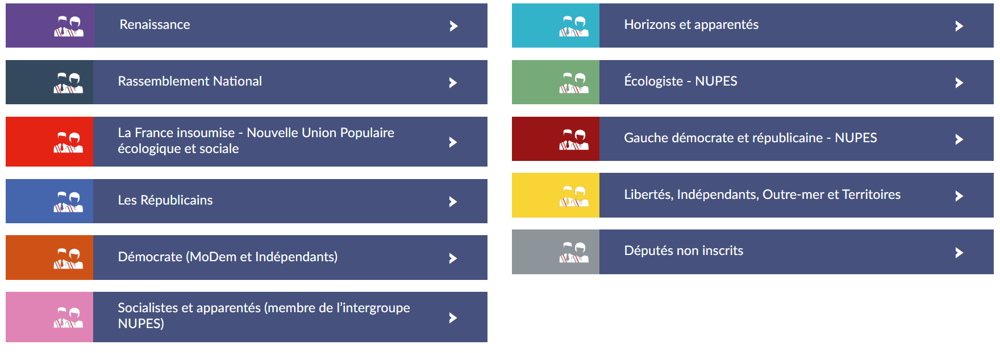 Renaissance
Rassemblement National
La France insoumise - Nouvelle Union Populaire
écologique et sociale
Les Républicains
Démocrate (MoDem et Indépendants)
Socialistes et apparentés (membre de l’intergroupe
NUPES)
Horizons et apparentés
Écologiste - NUPES
Gauche démocrate et républicaine - NUPES
Libertés, Indépendants, Outre-mer et Territoires
Députés non inscrits